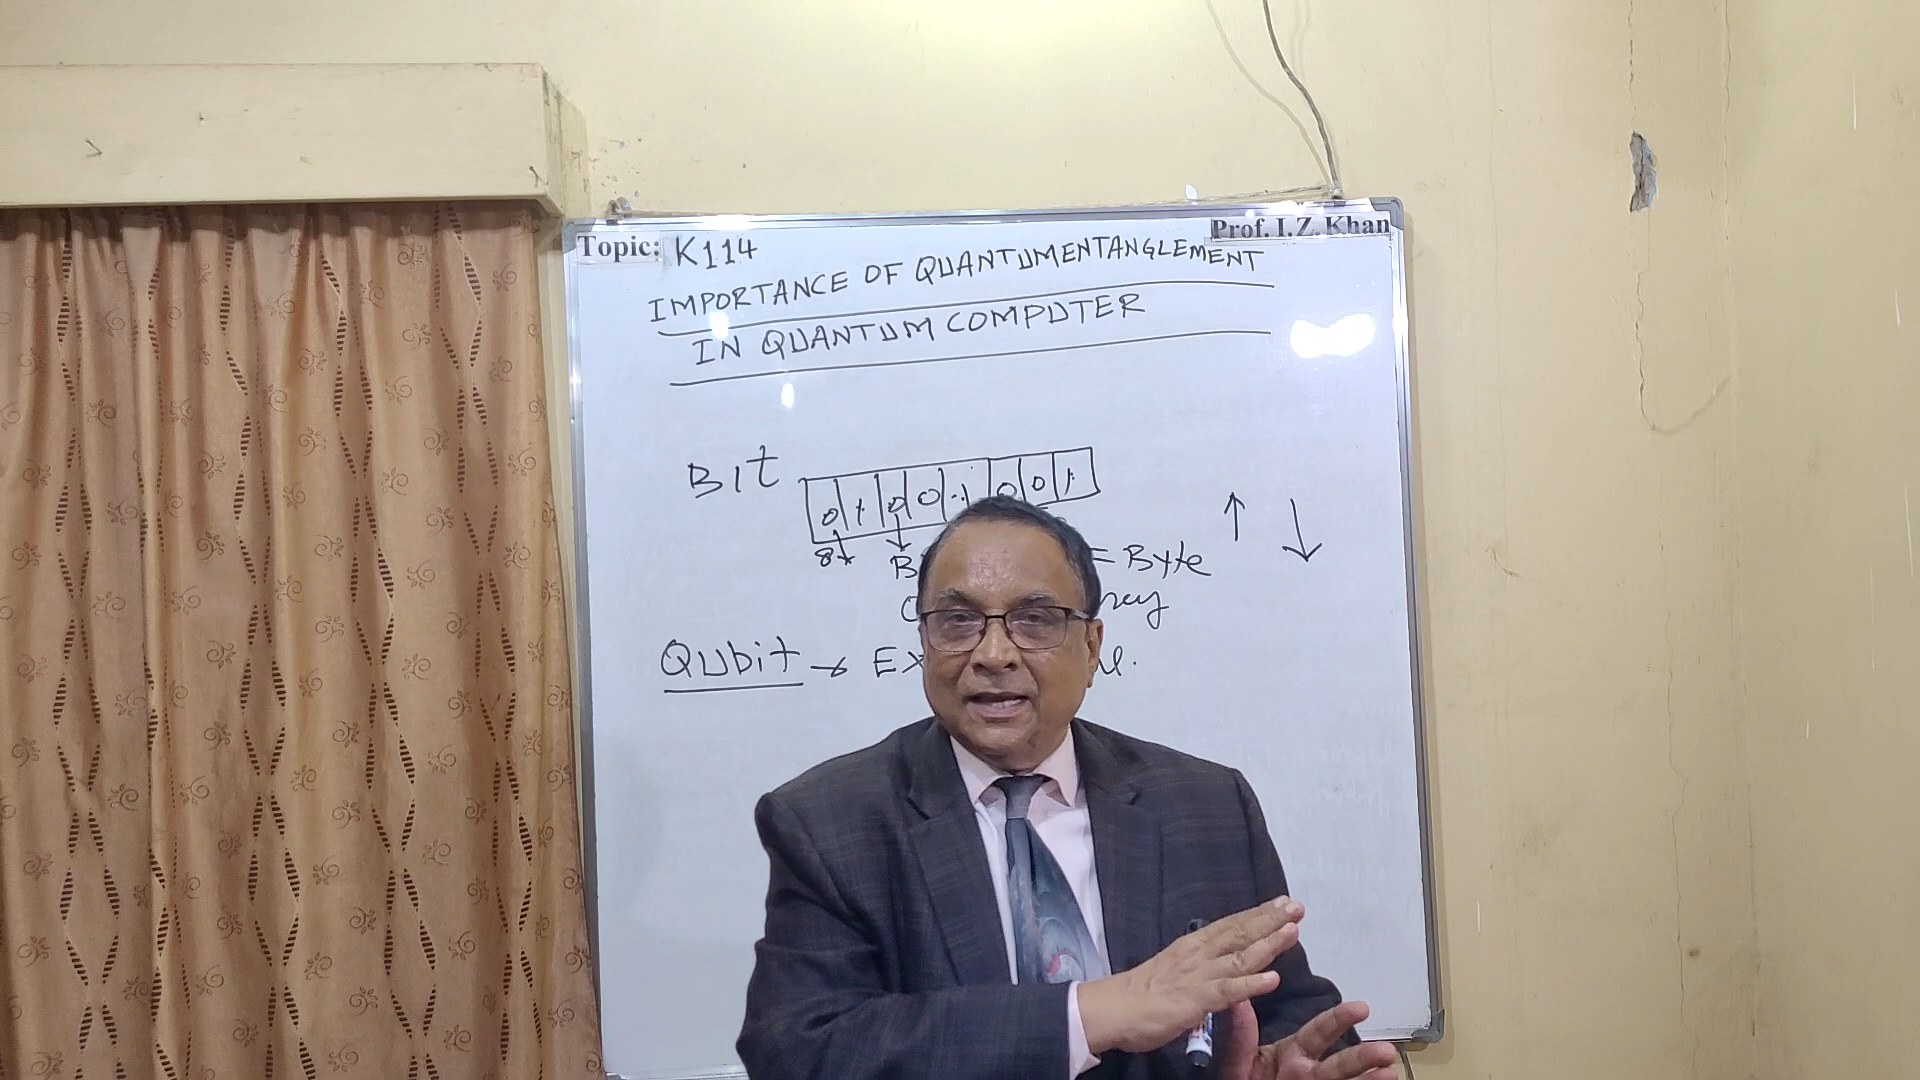 Topic: K114
Prof. I. Z. Khan
IMPORTANCE OF QUANTUMENTANGLEMENT
IN QUANTUM COMPUTER
BIt 0 1 0 0 1 0 0 1
= Byte
Qubit →